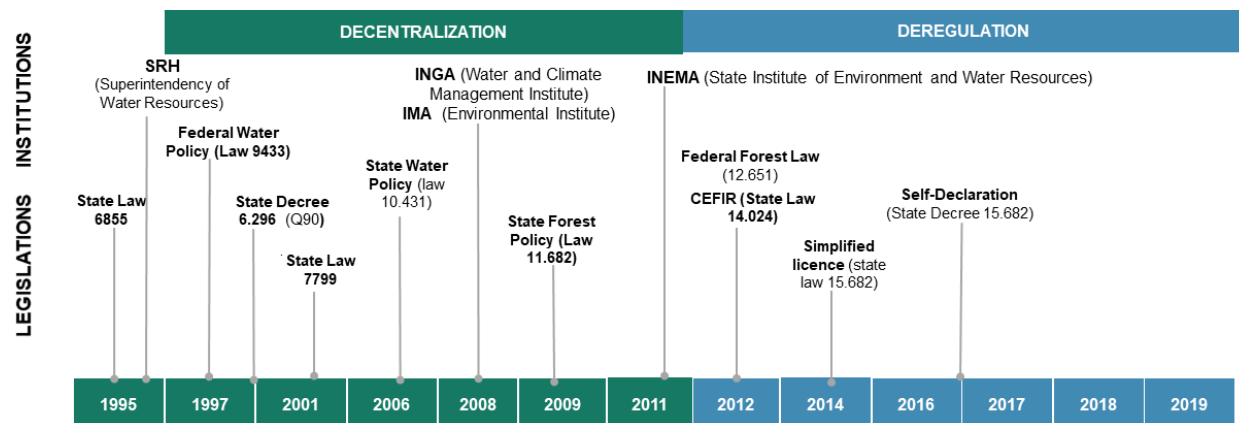 DECENTRALIZATION
DEREGULATION
INSTITUTIONS
LEGISLATIONS
SRH
(Superintendency of
Water Resources)
INGA (Water and Climate
Management Institute)
IMA (Environmental Institute)
INEMA (State Institute of Environment and Water Resources)
State Law
6855
Federal Water
Policy (Law 9433)
State Decree
6.296 (Q90)
State Law
7799
State Water
Policy (law
10.431)
State Forest
Policy (Law
11.682)
Federal Forest Law
(12.651)
CEFIR (State Law
14.024)
Simplified
licence (state
law 15.682)
Self-Declaration
(State Decree 15.682)
1995
1997
2001
2006
2008
2009
2011
2012
2014
2016
2017
2018
2019